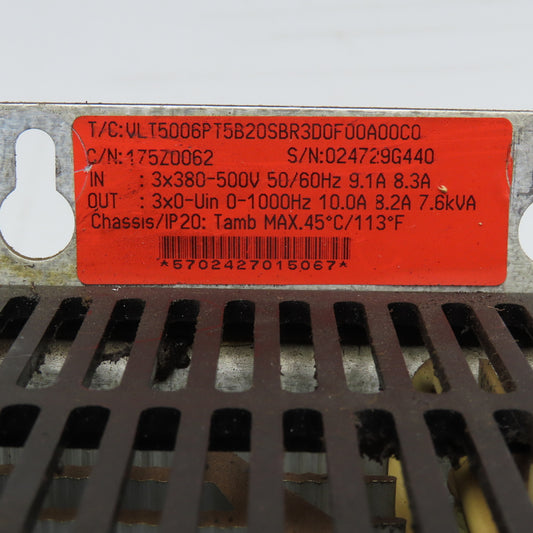 T/C:VLT5006PT5B20SBR3D0F00A00C0
C/N:175Z0062 S/N:024729G440
IN : 3x380-500V 50/60Hz 9.1A 8.3A
OUT : 3x0-Uin 0-1000Hz 10.0A 8.2A 7.6kVA
Chassis/IP20: Tamb MAX.45°C/113°F
*5702427015067*